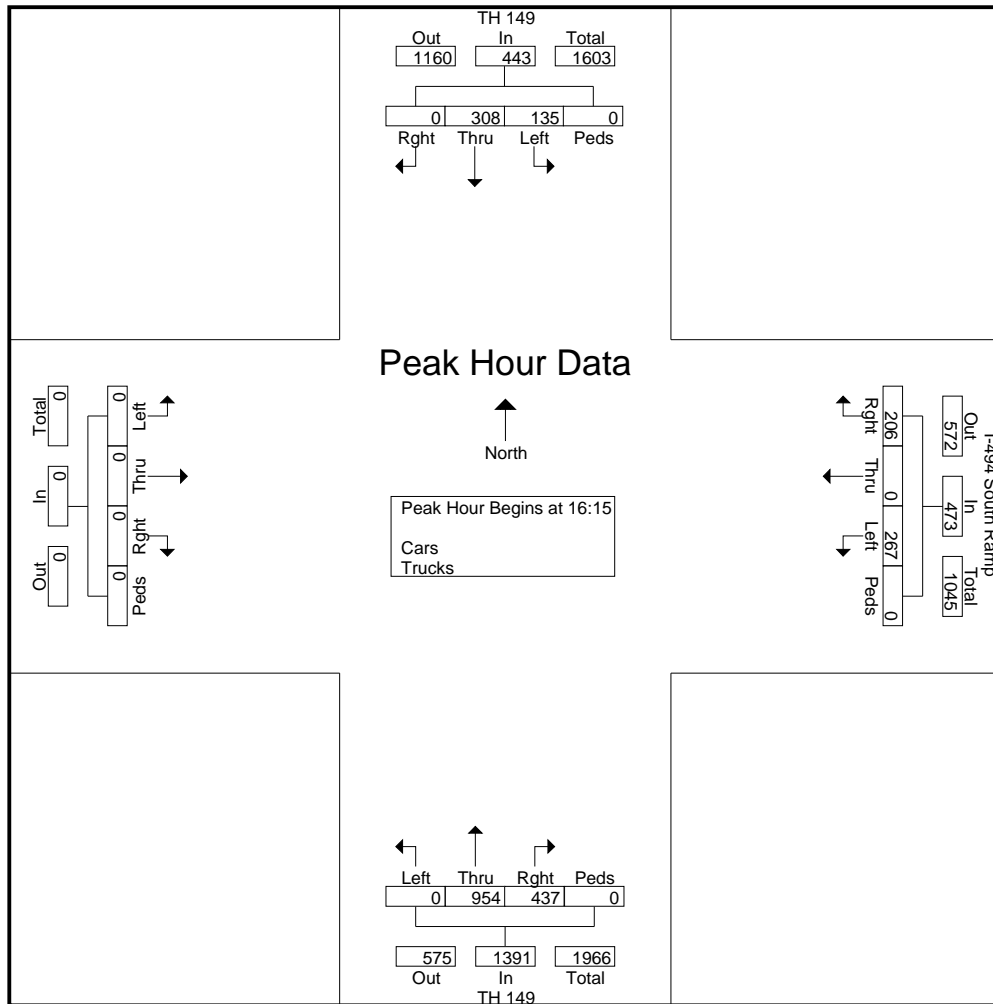 TH 149
Out In Total
1160 443 1603
0 308 135 0
Rght Thru Left Peds
Peak Hour Data
North
Peak Hour Begins at 16:15
Cars
Trucks
Total In Out
0 0 0
0 0 0 0
Left Thru Rght Peds
Rght Thru Left Peds
206 0 267 0
572 473 1045
Out In Total
I-494 South Ramp
Left Thru Rght Peds
0 954 437 0
575 1391 1966
Out In Total
TH 149